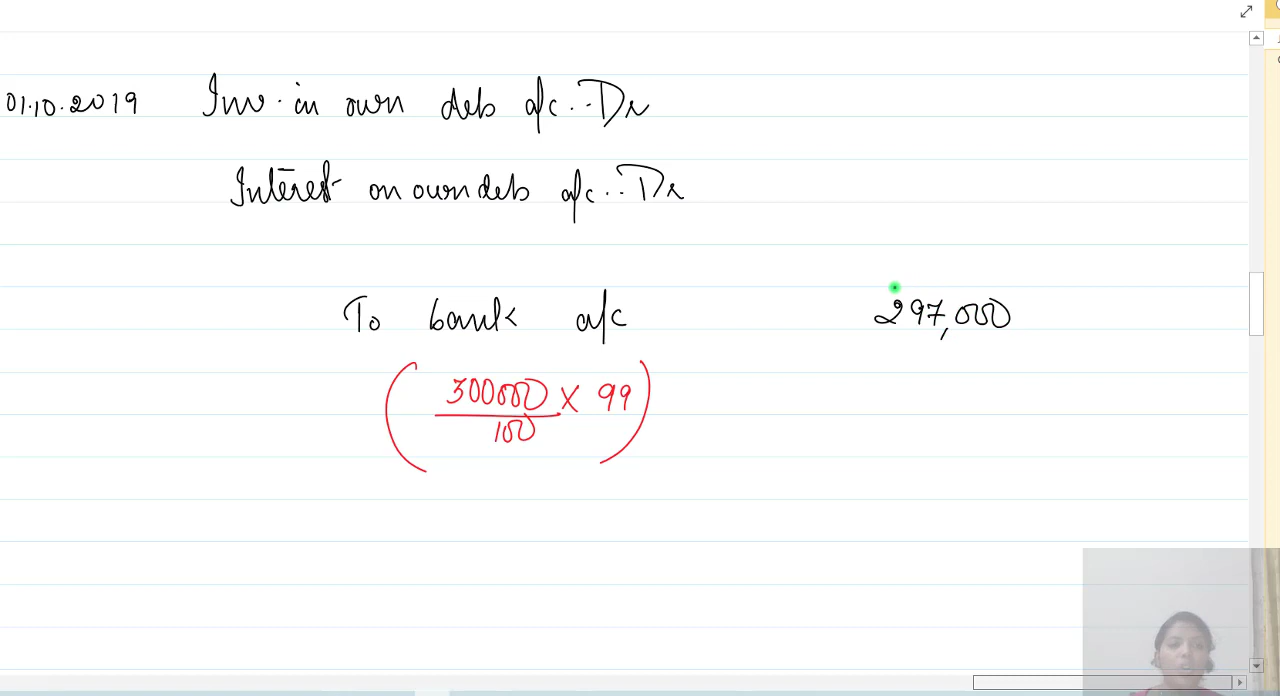 01.10.2019 Inv. in own deb a/c.. Dr
Interest on own deb a/c.. Dr
To bank a/c 297,000
(300000/100 × 99)